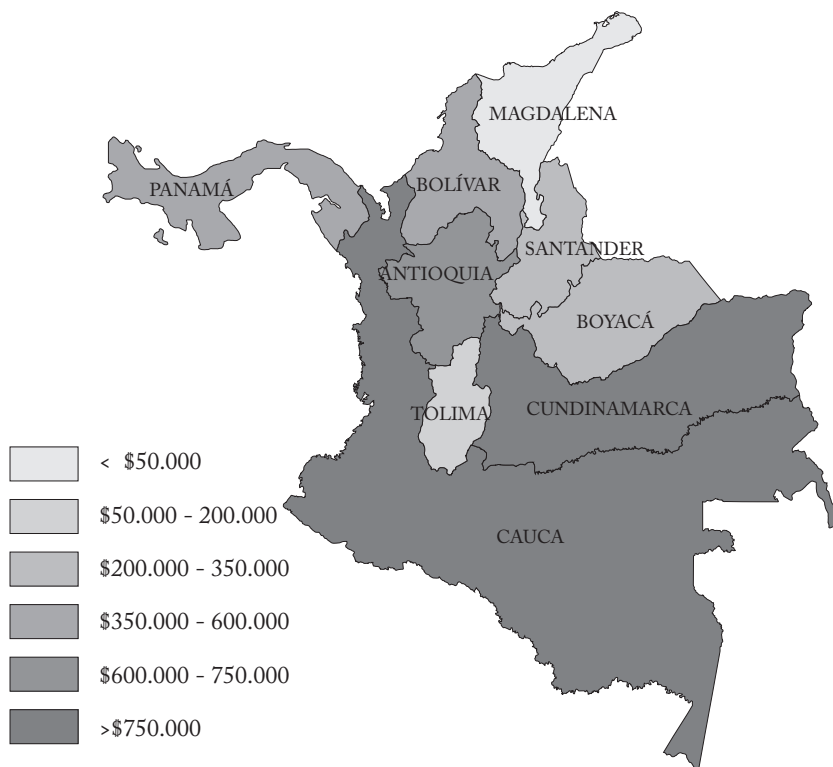 MAGDALENA
PANAMÁ
BOLÍVAR
SANTANDER
ANTIOQUIA
BOYACÁ
TOLIMA
CUNDINAMARCA
CAUCA
< $50.000
$50.000 - 200.000
$200.000 - 350.000
$350.000 - 600.000
$600.000 - 750.000
>$750.000